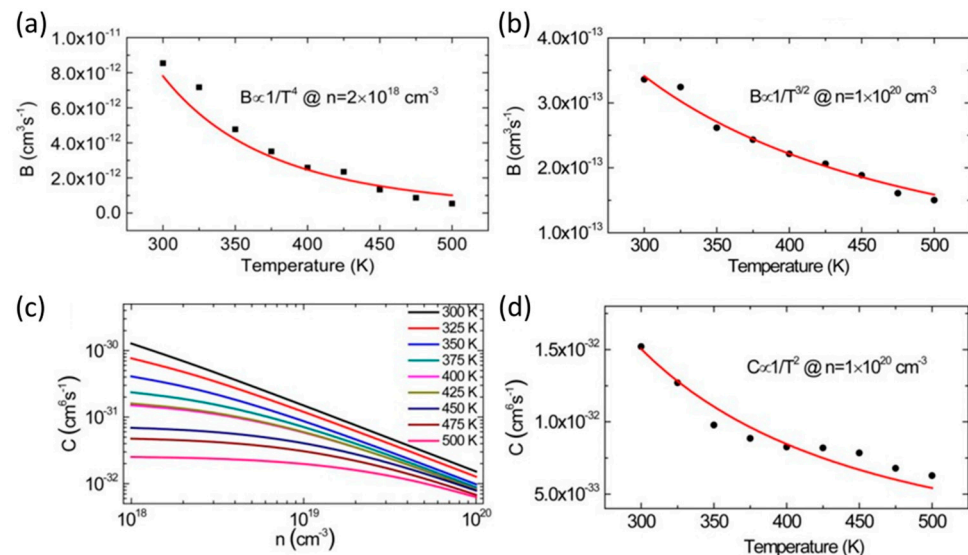 (a)
1.0x10⁻¹¹
8.0x10⁻¹²
6.0x10⁻¹²
4.0x10⁻¹²
2.0x10⁻¹²
0.0
B (cm³s⁻¹)
B∝1/T⁴ @ n=2×10¹⁸ cm⁻³
300 350 400 450 500
Temperature (K)
(b)
4.0x10⁻¹³
3.0x10⁻¹³
2.0x10⁻¹³
1.0x10⁻¹³
B (cm³s⁻¹)
B∝1/T³ᐟ² @ n=1×10²⁰ cm⁻³
300 350 400 450 500
Temperature (K)
(c)
10⁻³⁰
10⁻³¹
10⁻³²
C (cm⁶s⁻¹)
300 K
325 K
350 K
375 K
400 K
425 K
450 K
475 K
500 K
10¹⁸ 10¹⁹ 10²⁰
n (cm⁻³)
(d)
1.5x10⁻³²
1.0x10⁻³²
5.0x10⁻³³
C (cm⁶s⁻¹)
C∝1/T² @ n=1×10²⁰ cm⁻³
300 350 400 450 500
Temperature (K)